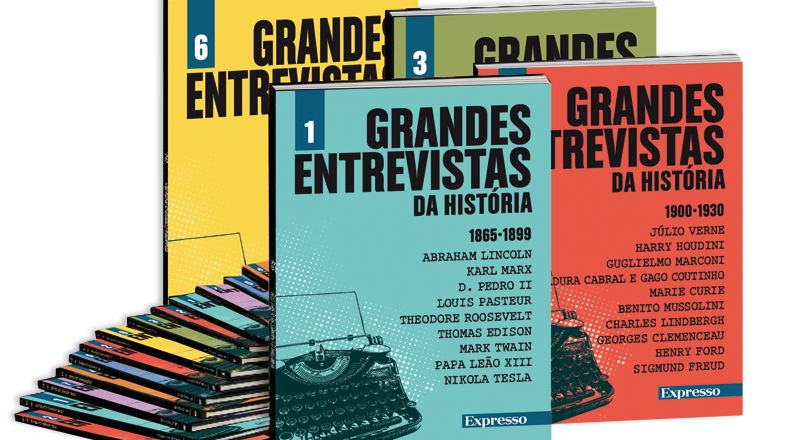 6
GRANDES
ENTREVISTAS
3
GRANDES
1
GRANDES
ENTREVISTAS
DA HISTÓRIA
1865•1899
ABRAHAM LINCOLN
KARL MARX
D. PEDRO II
LOUIS PASTEUR
THEODORE ROOSEVELT
THOMAS EDISON
MARK TWAIN
PAPA LEÃO XIII
NIKOLA TESLA
Expresso
GRANDES
TREVISTAS
DA HISTÓRIA
1900•1930
JÚLIO VERNE
HARRY HOUDINI
GUGLIELMO MARCONI
DURA CABRAL E GAGO COUTINHO
MARIE CURIE
BENITO MUSSOLINI
CHARLES LINDBERGH
GEORGES CLEMENCEAU
HENRY FORD
SIGMUND FREUD
Expresso